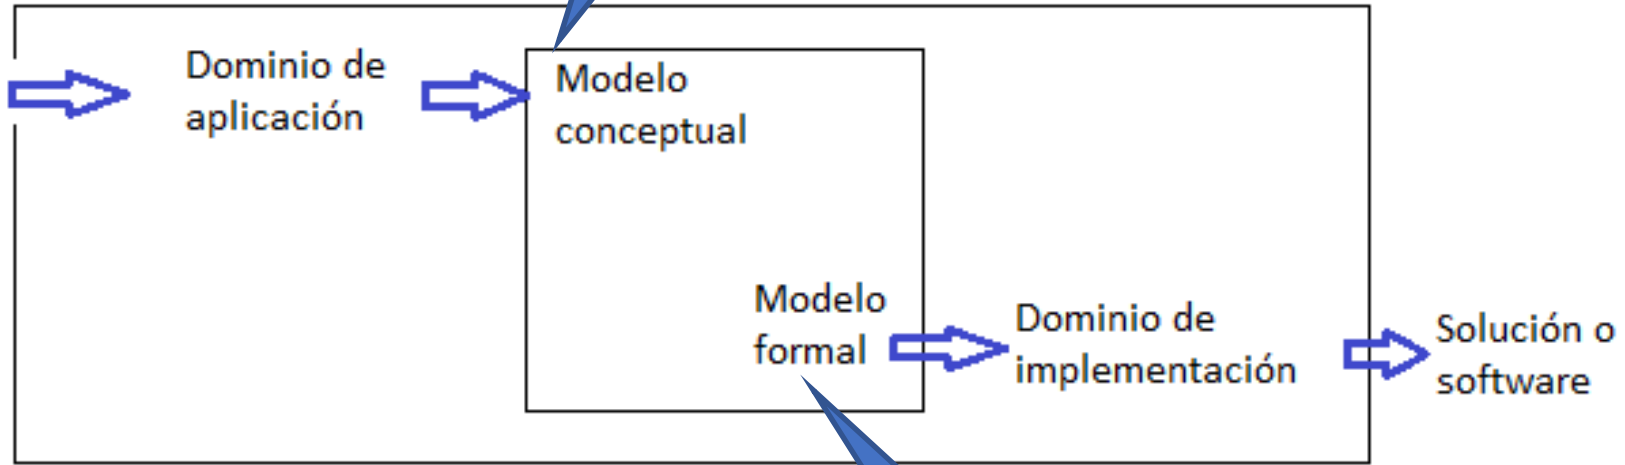 Dominio de
aplicación
Modelo
conceptual
Modelo
formal
Dominio de
implementación
Solución o
software